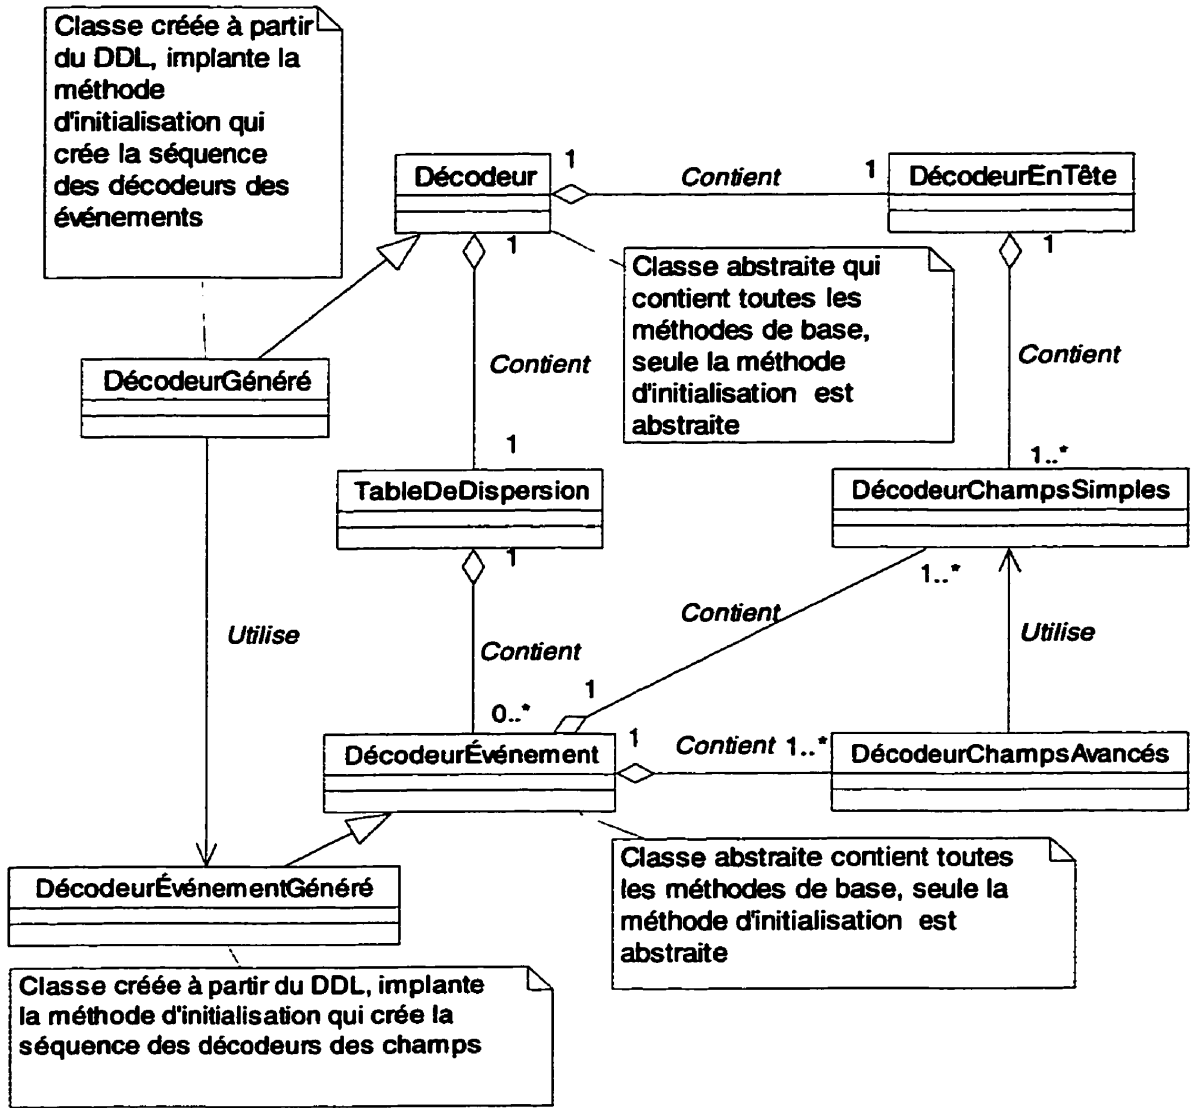 Classe créée à partir
du DDL, implante la
méthode
d'initialisation qui
crée la séquence
des décodeurs des
événements
Décodeur
1
Contient
1
DécodeurEnTête
1
1
Classe abstraite qui
contient toutes les
méthodes de base,
seule la méthode
d'initialisation est
abstraite
Contient
Contient
DécodeurGénéré
1
1..*
TableDeDispersion
DécodeurChampsSimples
1
1..*
Contient
Utilise
Utilise
Contient
1
0..*
DécodeurÉvénement
1
Contient
1..*
DécodeurChampsAvancés
Classe abstraite contient toutes
les méthodes de base, seule la
méthode d'initialisation est
abstraite
DécodeurÉvénementGénéré
Classe créée à partir du DDL, implante
la méthode d'initialisation qui crée la
séquence des décodeurs des champs